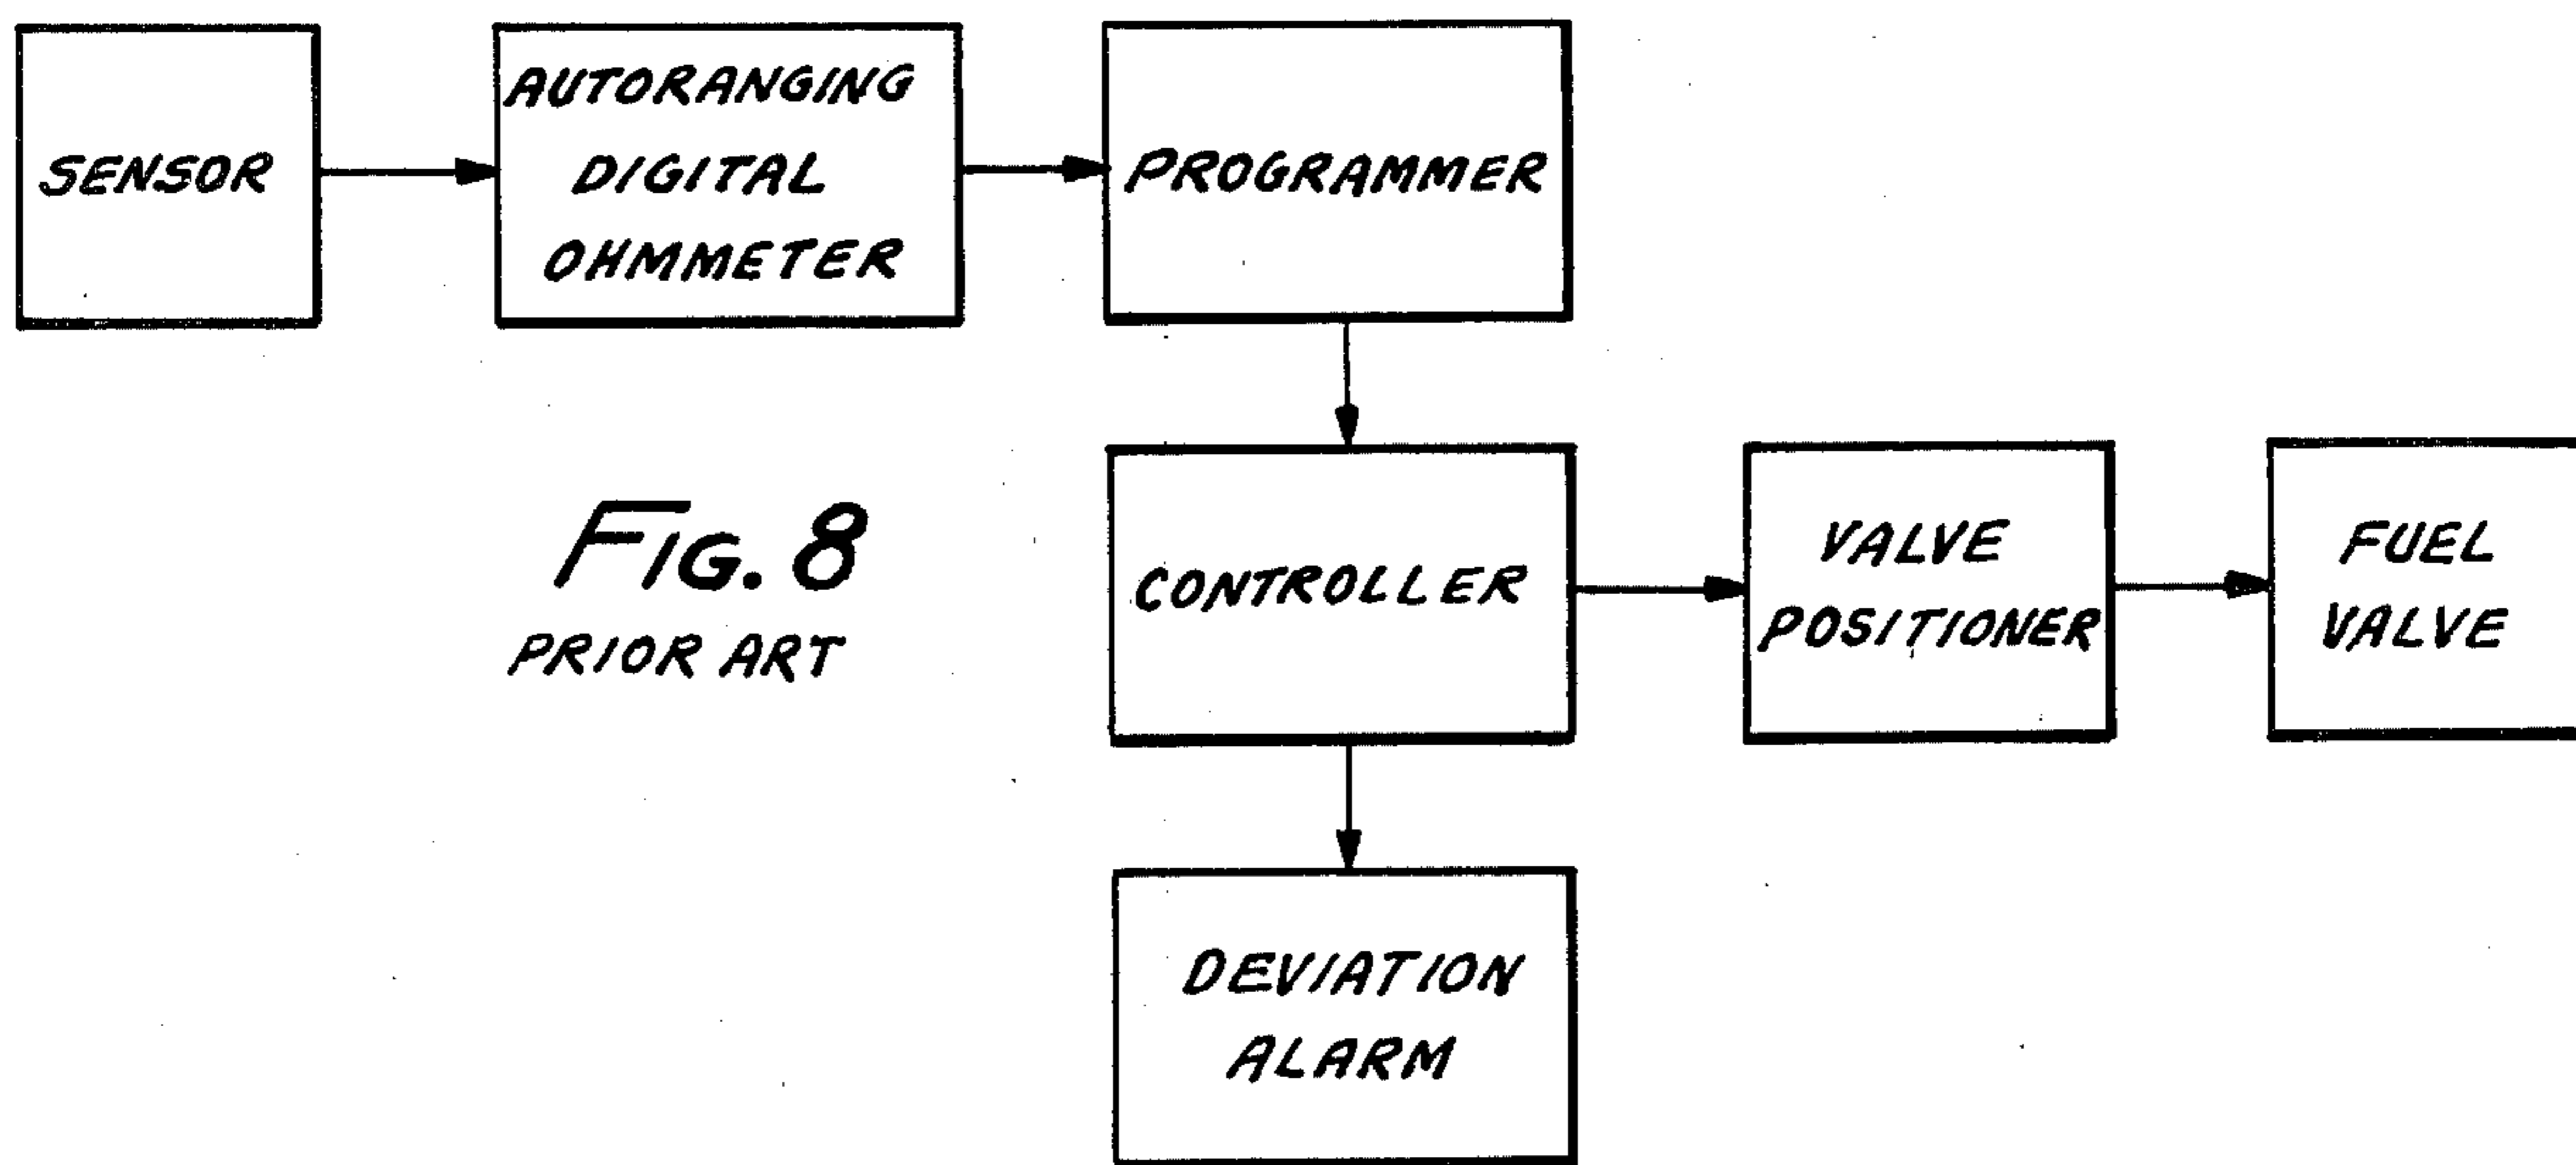 SENSOR
AUTORANGING
DIGITAL
OHMMETER
PROGRAMMER
FIG. 8
PRIOR ART
CONTROLLER
VALVE
POSITIONER
FUEL
VALVE
DEVIATION
ALARM